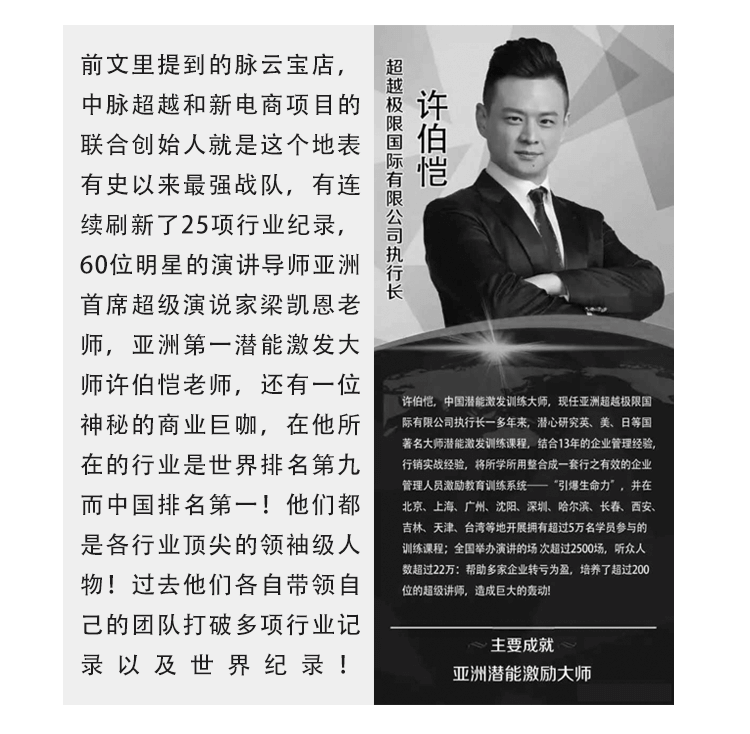 前文里提到的脉云宝店，
中脉超越和新电商项目的
联合创始人就是这个地表
有史以来最强战队，有连
续刷新了25项行业纪录，
60位明星的演讲导师亚洲
首席超级演说家梁凯恩老
师，亚洲第一潜能激发大
师许伯恺老师，还有一位
神秘的商业巨咖，在他所
在的行业是世界排名第九
而中国排名第一！他们都
是各行业顶尖的领袖级人
物！过去他们各自带领自
己的团队打破多项行业记
录以及世界纪录！
许伯恺
超越极限国际有限公司执行长
许伯恺，中国潜能激发训练大师，现任亚洲超越极限国
际有限公司执行长一多年来，潜心研究英、美、日等国
著名大师潜能激发训练课程，结合13年的企业管理经验，
行销实战经验，将所学所用整合成一套行之有效的企业
管理人员激励教育训练系统——“引爆生命力”，并在
北京、上海、广州、沈阳、深圳、哈尔滨、长春、西安、
吉林、天津、台湾等地开展拥有超过5万名学员参与的
训练课程；全国举办演讲的场 次超过2500场，听众人
数超过22万：帮助多家企业转亏为盈，培养了超过200
位的超级讲师，造成巨大的轰动!
主要成就
亚洲潜能激励大师